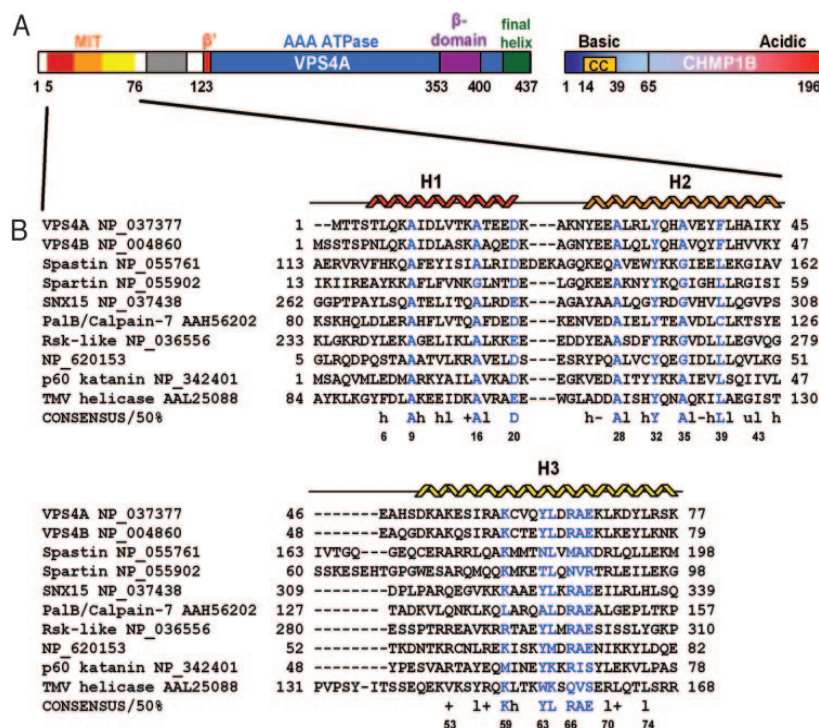 A
MIT β' AAA ATPase β-domain final helix
VPS4A
1 5 76 123 353 400 437
Basic Acidic
CC CHMP1B
1 14 39 65 196
H1 H2
B
VPS4A NP_037377 1 --MTTSTLQKAIDLVTKATEED---AKNYEEALRLYQHAVEYFLHAIKY 45
VPS4B NP_004860 1 MSSTSPNLQKAIDLASKAAQED---AGNYEEALQLYQHAVQYFLHVVKY 47
Spastin NP_055761 113 AERVRVFHKQAFEYISIALRIDEDEKAGQKEQAVEWYKKGIEELEKGIAV 162
Spartin NP_055902 13 IKIIREAYKKAFLFVNKGLNTDE---LGQKEEAKNYYKQGIGHLLRGISI 59
SNX15 NP_037438 262 GGPTPAYLSQATELITQALRDEK---AGAYAAALQGYRDGVHVLLQGVPS 308
PalB/Calpain-7 AAH56202 80 KSKHQLDLERAHFLVTQAFDEDE---KENVEDAIELYTEAVDLCLKTSYE 126
Rsk-like NP_036556 233 KLGKRDYLEKAGELIKLALKKEE---EDDYEAASDFYRKGVDLLLEGVQG 279
NP_620153 5 GLRQDPQSTAAATVLKRAVELDS---ESRYPQALVCYQEGIDLLLQVLKG 51
p60 katanin NP_342401 1 MSAQVMLEDMARKYAILAVKAD---EGKVEDAITYYKKAIEVLSQIIVL 47
TMV helicase AAL25088 84 AYKLKGYFDLAKEEIDKAVRAEE---WGLADDAISHYQNAQKILAEGIST 130
CONSENSUS/50% h Ah hl +Al D h- Al hY Al-hLl ul h
6 9 16 20 28 32 35 39 43
H3
VPS4A NP_037377 46 -------EAHSDKAKESIRAKCVQYLDRAEKLKDYLRSK 77
VPS4B NP_004860 48 -------EAQGDKAKQSIRAKCTEYLDRAEKLKEYLKNK 79
Spastin NP_055761 163 IVTGQ---GEQCERARRLQAKMMTNLVMAKDRLQLLEKM 198
Spartin NP_055902 60 SSKESEHTGPGWESARQMQQKMKETLQNVRTRLEILEKG 98
SNX15 NP_037438 309 --------DPLPARQEGVKKKAAEYLKRAEEILRLHLSQ 339
PalB/Calpain-7 AAH56202 127 --------TADKVLQNKLKQLARQALDRAEALGEPLTKP 157
Rsk-like NP_036556 280 --------ESSPTRREAVKRRTAEYLMRAENISSLYGKP 310
NP_620153 52 --------TKDNTKRCNLREKISKYMDRAENIKKYLDQE 82
p60 katanin NP_342401 48 --------YPESVARTAYEQMINEYKKRISYLEKVLPAS 78
TMV helicase AAL25088 131 PVPSY-ITSSEQEKVKSYRQKLTKWKSQVSERLQTLLSRR 168
CONSENSUS/50% + l+ Kh YL RAE l+ l
53 59 63 66 70 74